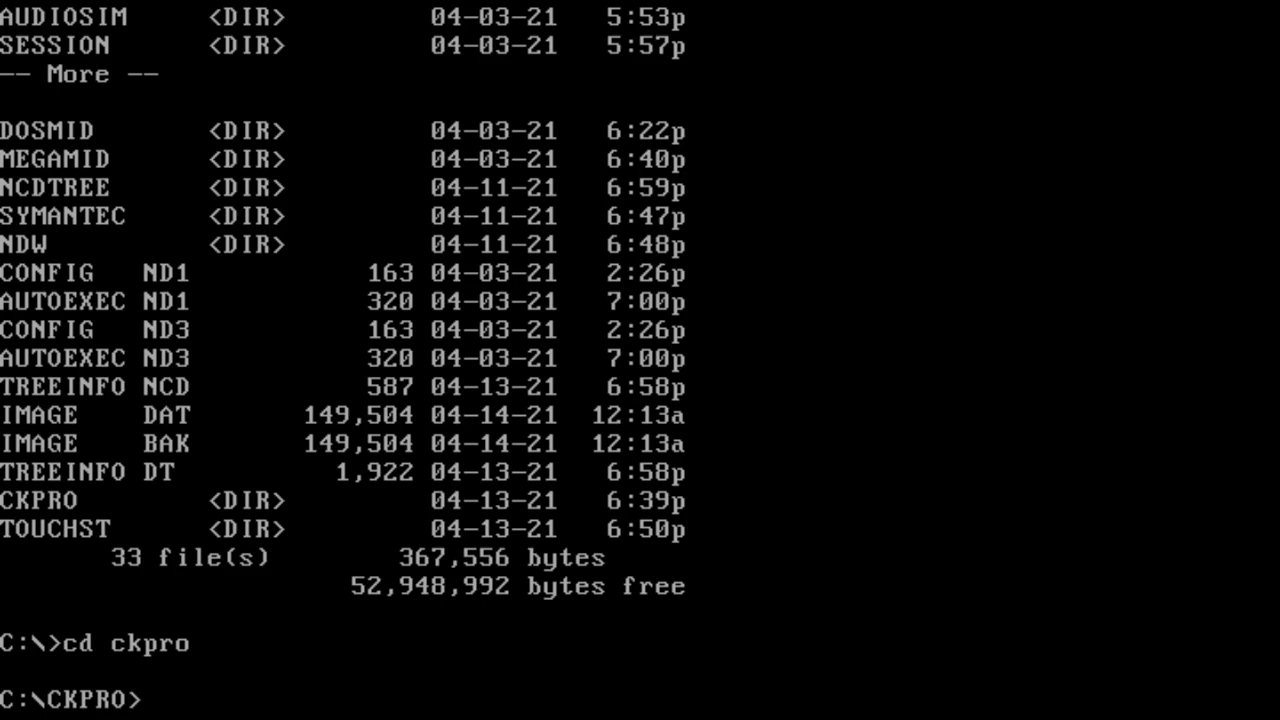 AUDIOSIM     <DIR>         04-03-21   5:53p
SESSION      <DIR>         04-03-21   5:57p
-- More --
DOSMID       <DIR>         04-03-21   6:22p
MEGAMID      <DIR>         04-03-21   6:40p
NCDTREE      <DIR>         04-11-21   6:59p
SYMANTEC     <DIR>         04-11-21   6:47p
NDW          <DIR>         04-11-21   6:48p
CONFIG   ND1           163 04-03-21   2:26p
AUTOEXEC ND1           320 04-03-21   7:00p
CONFIG   ND3           163 04-03-21   2:26p
AUTOEXEC ND3           320 04-03-21   7:00p
TREEINFO NCD           587 04-13-21   6:58p
IMAGE    DAT       149,504 04-14-21  12:13a
IMAGE    BAK       149,504 04-14-21  12:13a
TREEINFO DT          1,922 04-13-21   6:58p
CKPRO        <DIR>         04-13-21   6:39p
TOUCHST      <DIR>         04-13-21   6:50p
       33 file(s)        367,556 bytes
                      52,948,992 bytes free
C:\>cd ckpro
C:\CKPRO>